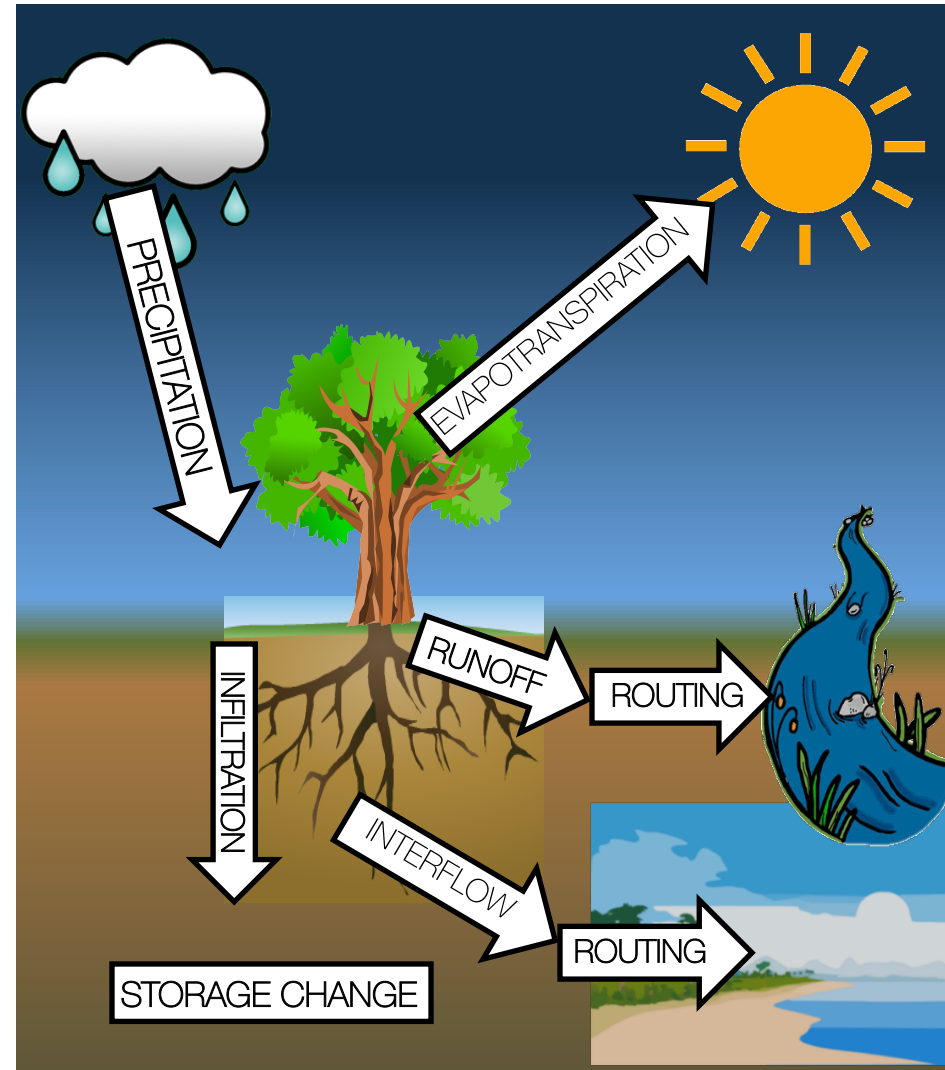 PRECIPITATION
EVAPOTRANSPIRATION
RUNOFF
ROUTING
INFILTRATION
INTERFLOW
ROUTING
STORAGE CHANGE